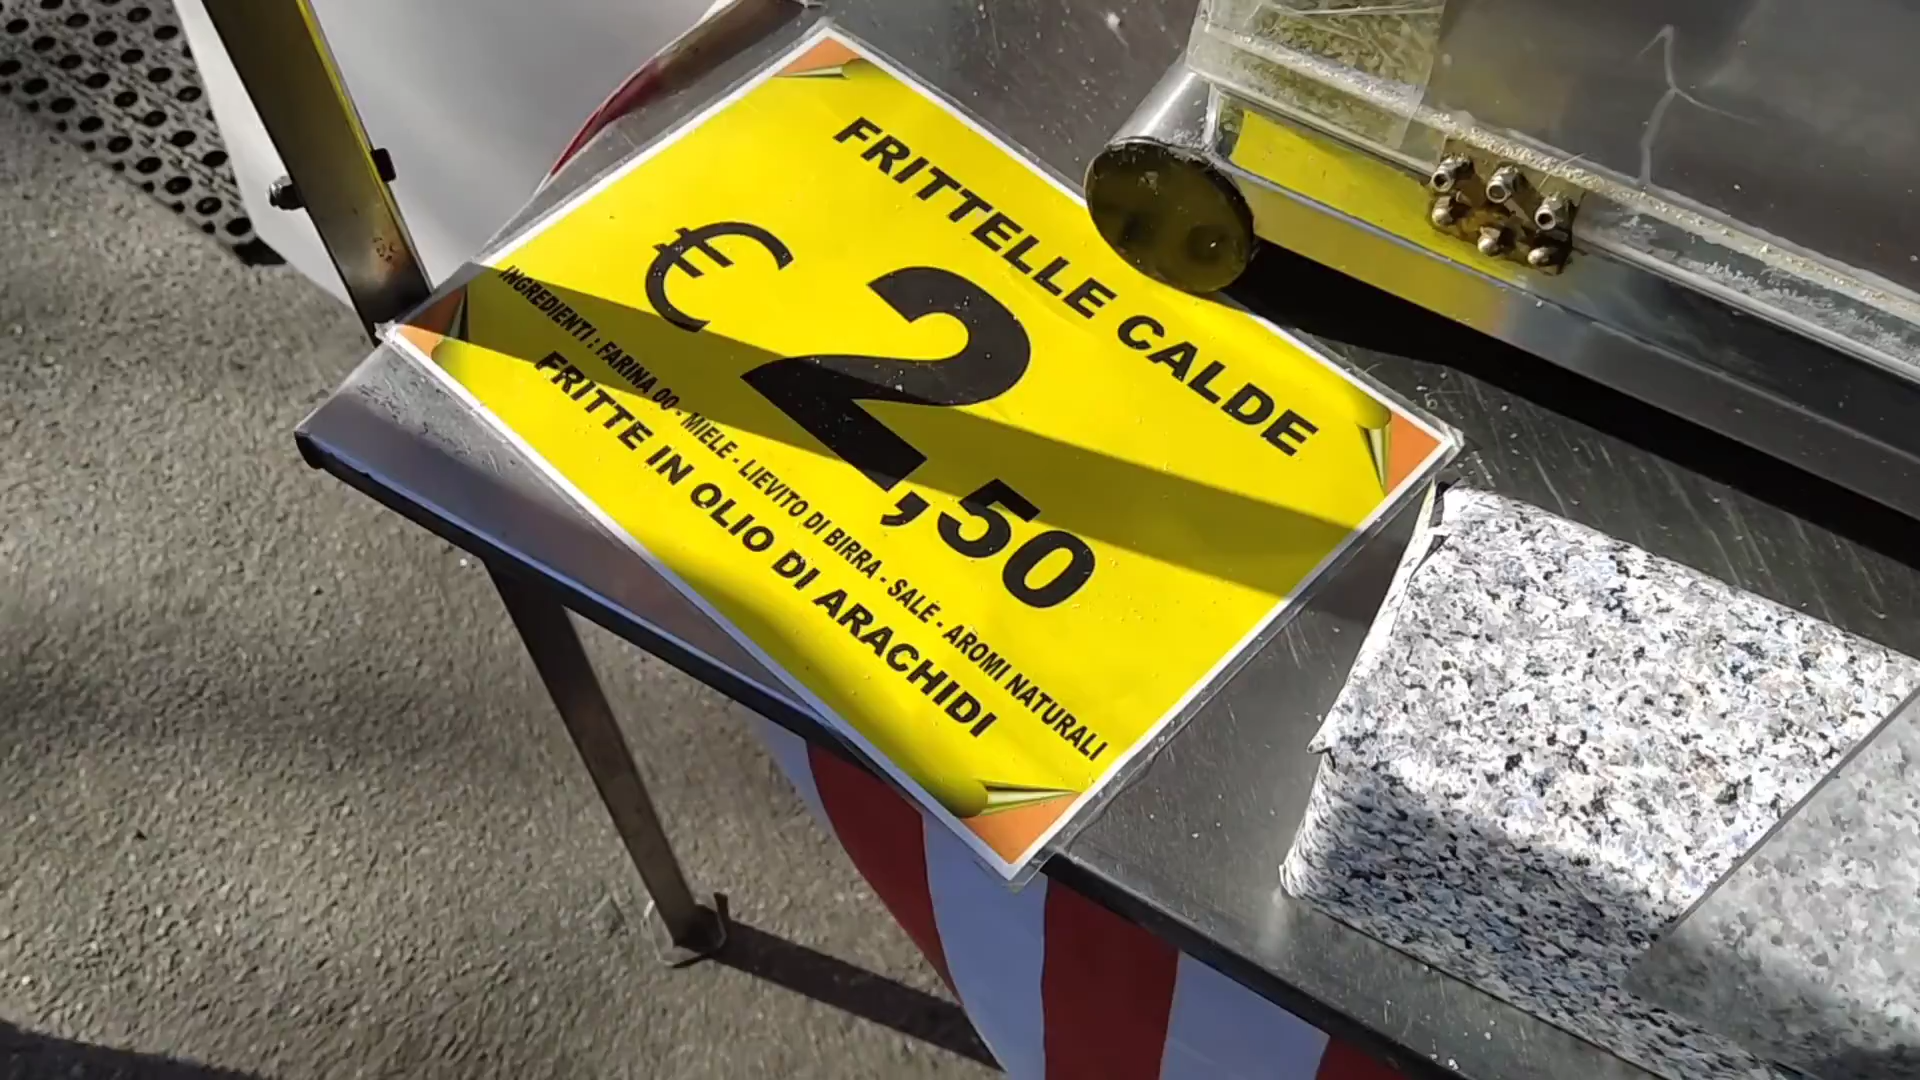 FRITTELLE CALDE
€ 2,50
INGREDIENTI : FARINA 00 - MIELE - LIEVITO DI BIRRA - SALE - AROMI NATURALI
FRITTE IN OLIO DI ARACHIDI